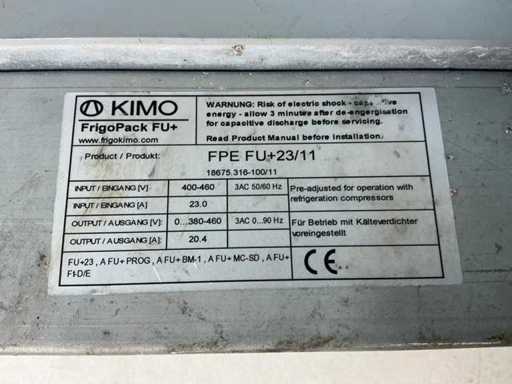 KIMO
FrigoPack FU+
www.frigokimo.com
WARNING: Risk of electric shock - capacitive
energy - allow 3 minutes after de-energisation
for capacitive discharge before servicing.
Read Product Manual before installation.
Product / Produkt: FPE FU+23/11
18675.316-100/11
INPUT / EINGANG [V]: 400-460 3AC 50/60 Hz
INPUT / EINGANG [A]: 23.0
OUTPUT / AUSGANG [V]: 0...380-460 3AC 0...90 Hz
OUTPUT / AUSGANG [A]: 20.4
Pre-adjusted for operation with
refrigeration compressors
Für Betrieb mit Kälteverdichter
voreingestellt
FU+23 , A FU+ PROG , A FU+ BM-1 , A FU+ MC-SD , A FU+
FI-D/E
CE